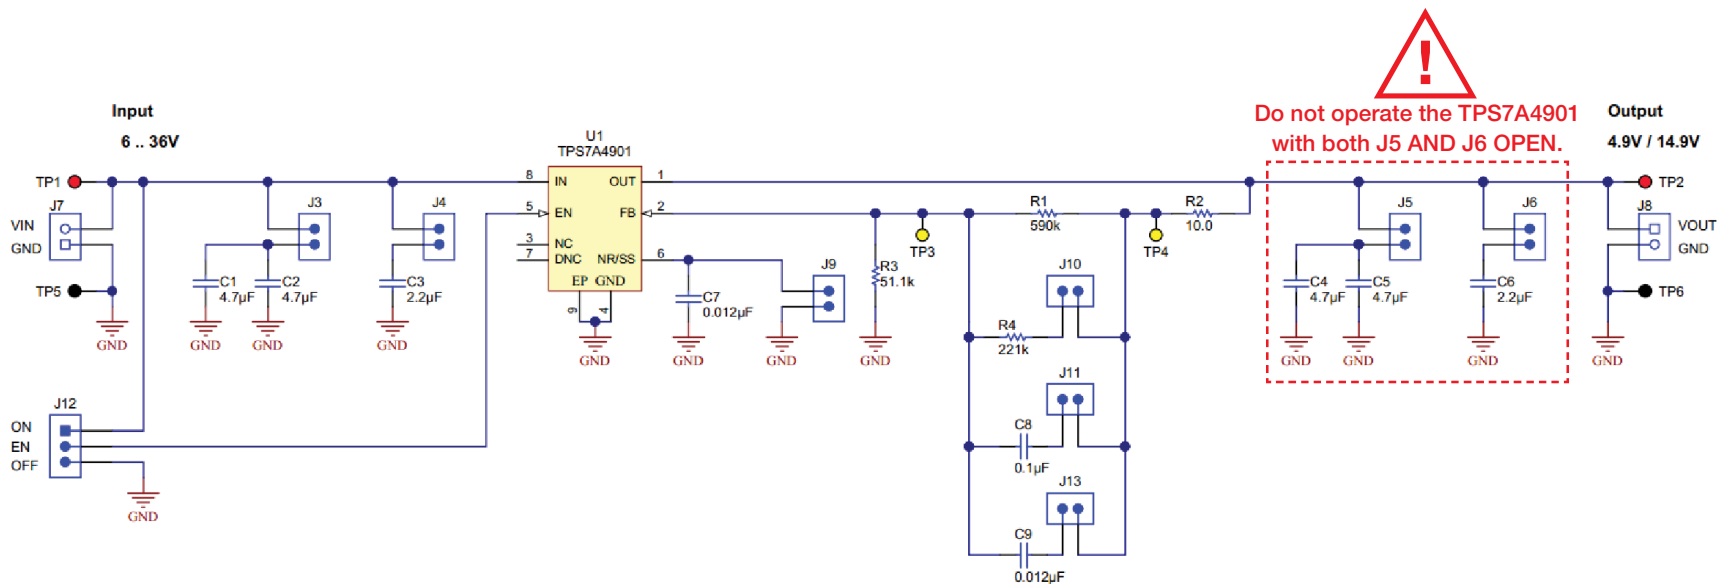 !
Do not operate the TPS7A4901
with both J5 AND J6 OPEN.
Input
6 .. 36V
Output
4.9V / 14.9V
U1
TPS7A4901
TP1
J7
VIN
GND
TP5
GND
J12
ON
EN
OFF
GND
C1
4.7µF
GND
J3
C2
4.7µF
GND
J4
C3
2.2µF
GND
8
IN
OUT
1
5
EN
FB
2
3
NC
7
DNC
NR/SS
6
EP GND
9
4
GND
C7
0.012µF
GND
J9
GND
R3
51.1k
GND
TP3
R1
590k
TP4
R2
10.0
J10
R4
221k
J11
C8
0.1µF
J13
C9
0.012µF
J5
C4
4.7µF
C5
4.7µF
GND
GND
J6
C6
2.2µF
GND
TP2
J8
VOUT
GND
TP6
GND